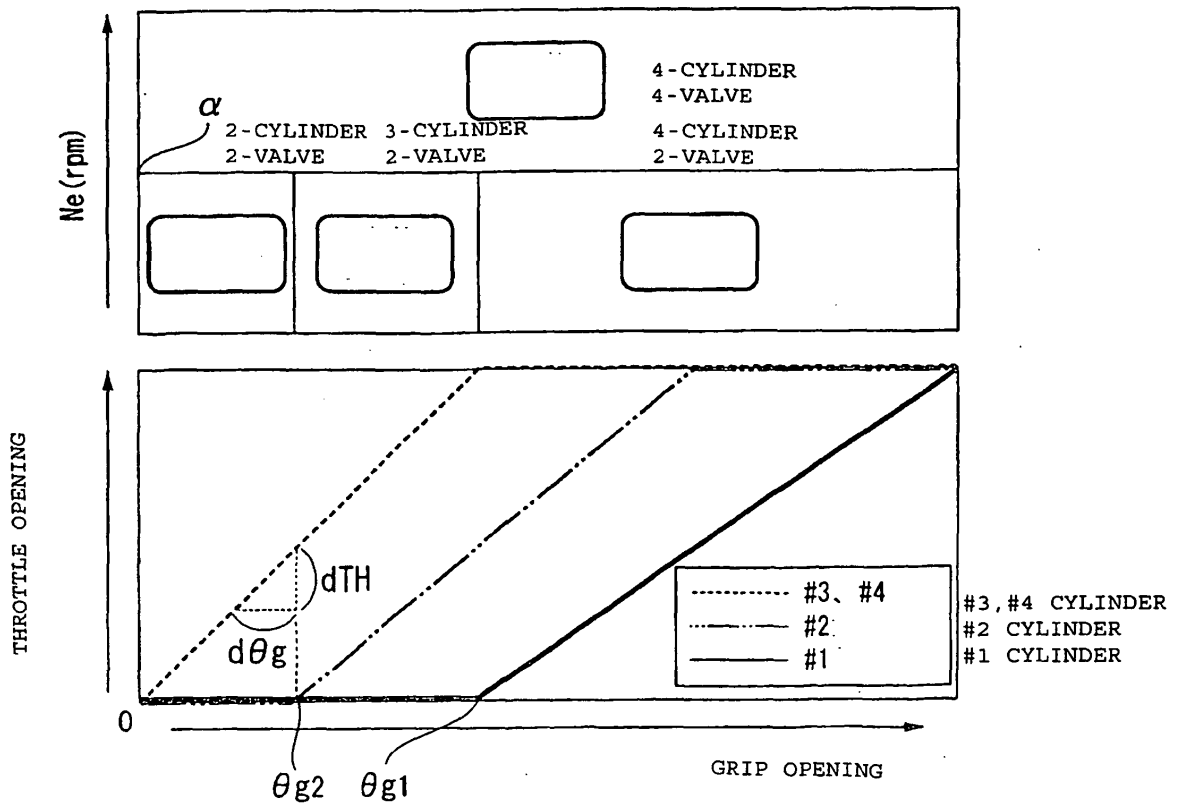 4-CYLINDER
4-VALVE
α
2-CYLINDER 3-CYLINDER 4-CYLINDER
2-VALVE 2-VALVE 2-VALVE
Ne(rpm)
THROTTLE OPENING
dTH
dθg
#3、#4
#2
#1
#3,#4 CYLINDER
#2 CYLINDER
#1 CYLINDER
0
θg2 θg1
GRIP OPENING